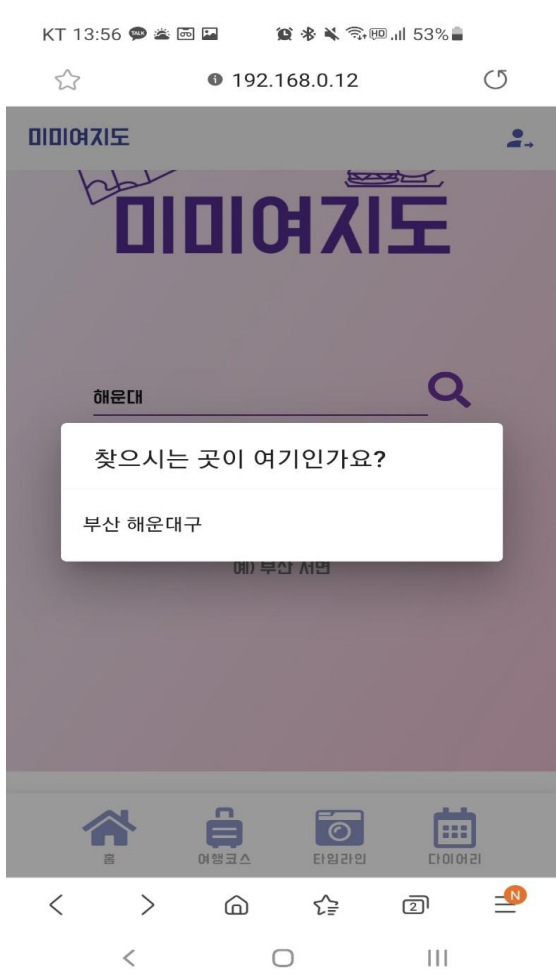 KT 13:56 53%
192.168.0.12
미미여지도
미미여지도
해운대
찾으시는 곳이 여기인가요?
부산 해운대구
예) 부산 서면
홈 여행코스 타임라인 다이어리
2 N